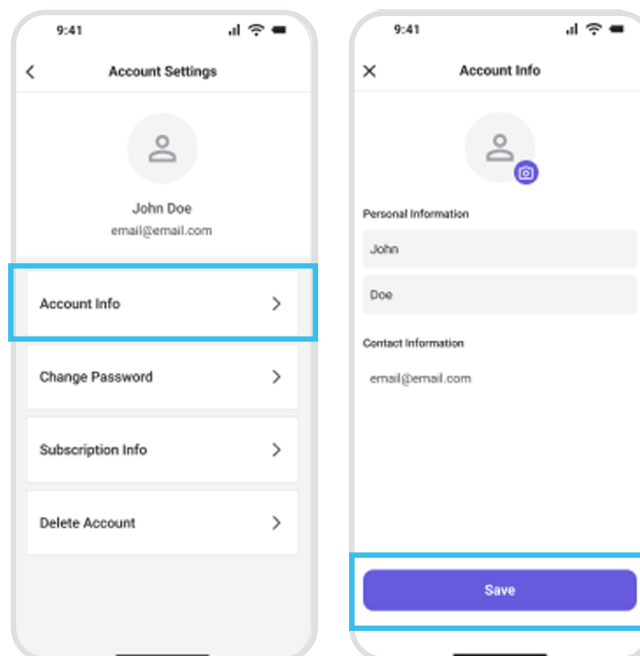 9:41
Account Settings
John Doe
email@email.com
Account Info
Change Password
Subscription Info
Delete Account
9:41
Account Info
Personal Information
John
Doe
Contact Information
email@email.com
Save